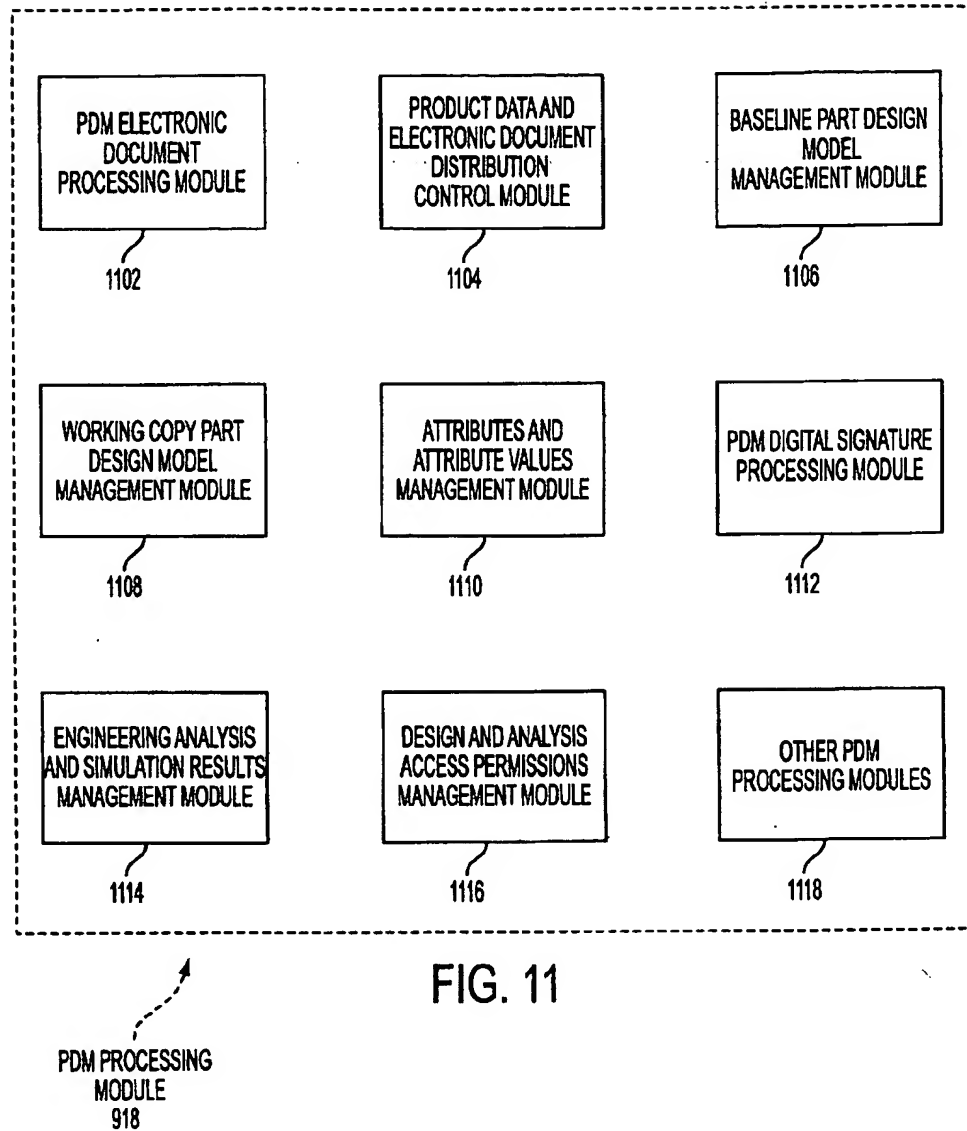 PDM ELECTRONIC
DOCUMENT
PROCESSING MODULE
1102
PRODUCT DATA AND
ELECTRONIC DOCUMENT
DISTRIBUTION
CONTROL MODULE
1104
BASELINE PART DESIGN
MODEL
MANAGEMENT MODULE
1106
WORKING COPY PART
DESIGN MODEL
MANAGEMENT MODULE
1108
ATTRIBUTES AND
ATTRIBUTE VALUES
MANAGEMENT MODULE
1110
PDM DIGITAL SIGNATURE
PROCESSING MODULE
1112
ENGINEERING ANALYSIS
AND SIMULATION RESULTS
MANAGEMENT MODULE
1114
DESIGN AND ANALYSIS
ACCESS PERMISSIONS
MANAGEMENT MODULE
1116
OTHER PDM
PROCESSING MODULES
1118
FIG. 11
PDM PROCESSING
MODULE
918